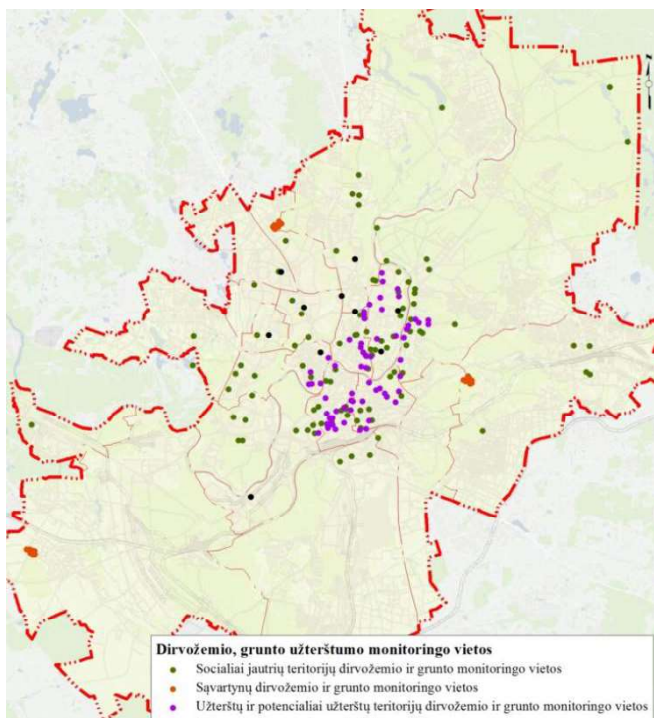 Dirvožemio, grunto užterštumo monitoringo vietos
Socialiai jautrių teritorijų dirvožemio ir grunto monitoringo vietos
Sąvartynų dirvožemio ir grunto monitoringo vietos
Užterštų ir potencialiai užterštų teritorijų dirvožemio ir grunto monitoringo vietos